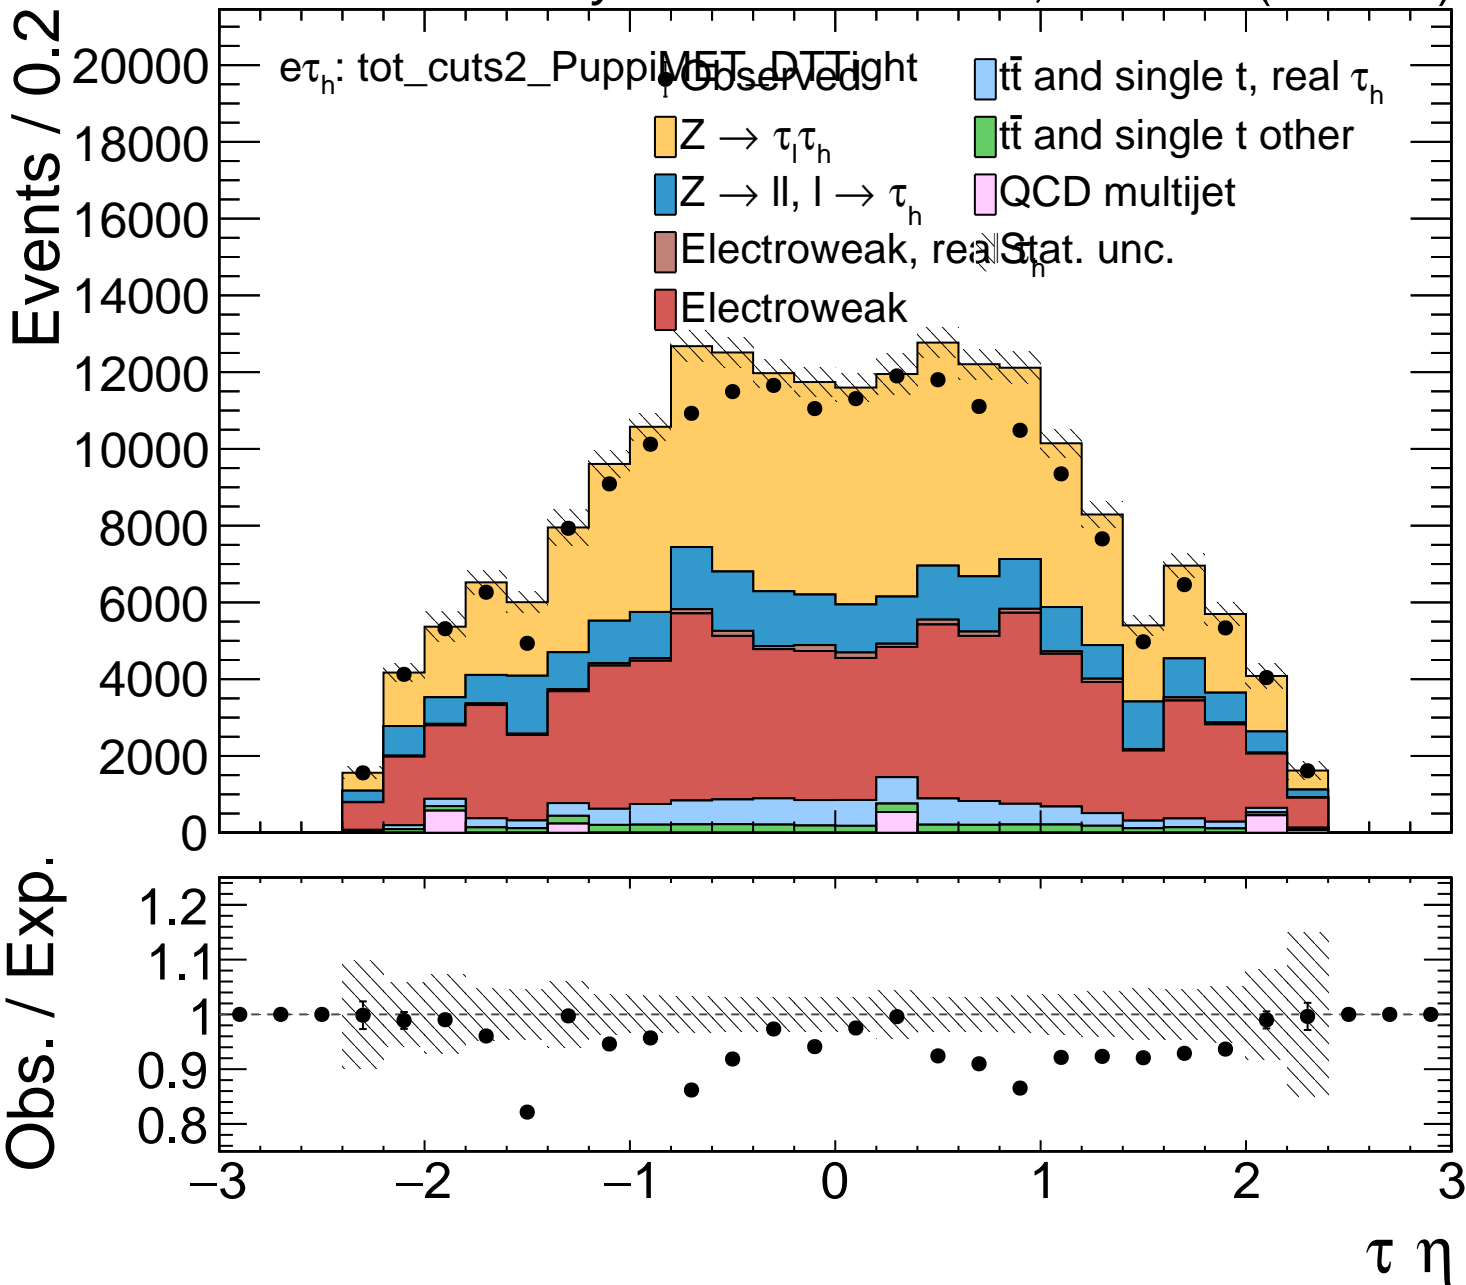 eτh: tot_cuts2_PuppiMET_DTTight
Observed
Z → τlτh
Z → ll, l → τh
Electroweak, real τh
Electroweak
tt̄ and single t, real τh
tt̄ and single t other
QCD multijet
Stat. unc.
Events / 0.2
20000
18000
16000
14000
12000
10000
8000
6000
4000
2000
0
Obs. / Exp.
1.2
1.1
1
0.9
0.8
−3 −2 −1 0 1 2 3
τ η